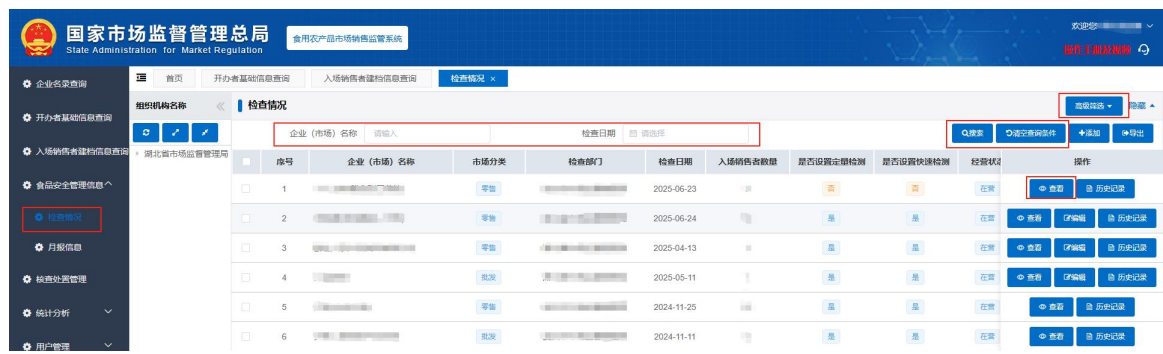 国家市场监督管理总局
State Administration for Market Regulation
食用农产品市场销售监管系统
欢迎您
操作手册及视频
企业名录查询
开办者基础信息查询
入场销售者建档信息查询
食品安全管理信息
检查情况
月报信息
核查处置管理
统计分析
用户管理
首页 开办者基础信息查询 入场销售者建档信息查询 检查情况 ×
组织机构名称
湖北省市场监督管理局
检查情况
高级筛选 隐藏
企业（市场）名称 请输入 检查日期 请选择
搜索 清空查询条件 +添加 导出
序号 企业（市场）名称 市场分类 检查部门 检查日期 入场销售者数量 是否设置定量检测 是否设置快速检测 经营状态 操作
1 零售 2025-06-23 否 否 在营 查看 历史记录
2 零售 2025-06-24 是 是 在营 查看 编辑 历史记录
3 零售 2025-04-13 是 是 在营 查看 编辑 历史记录
4 批发 2025-05-11 是 是 在营 查看 编辑 历史记录
5 零售 2024-11-25 是 是 在营 查看 历史记录
6 批发 2024-11-11 是 是 在营 查看 历史记录